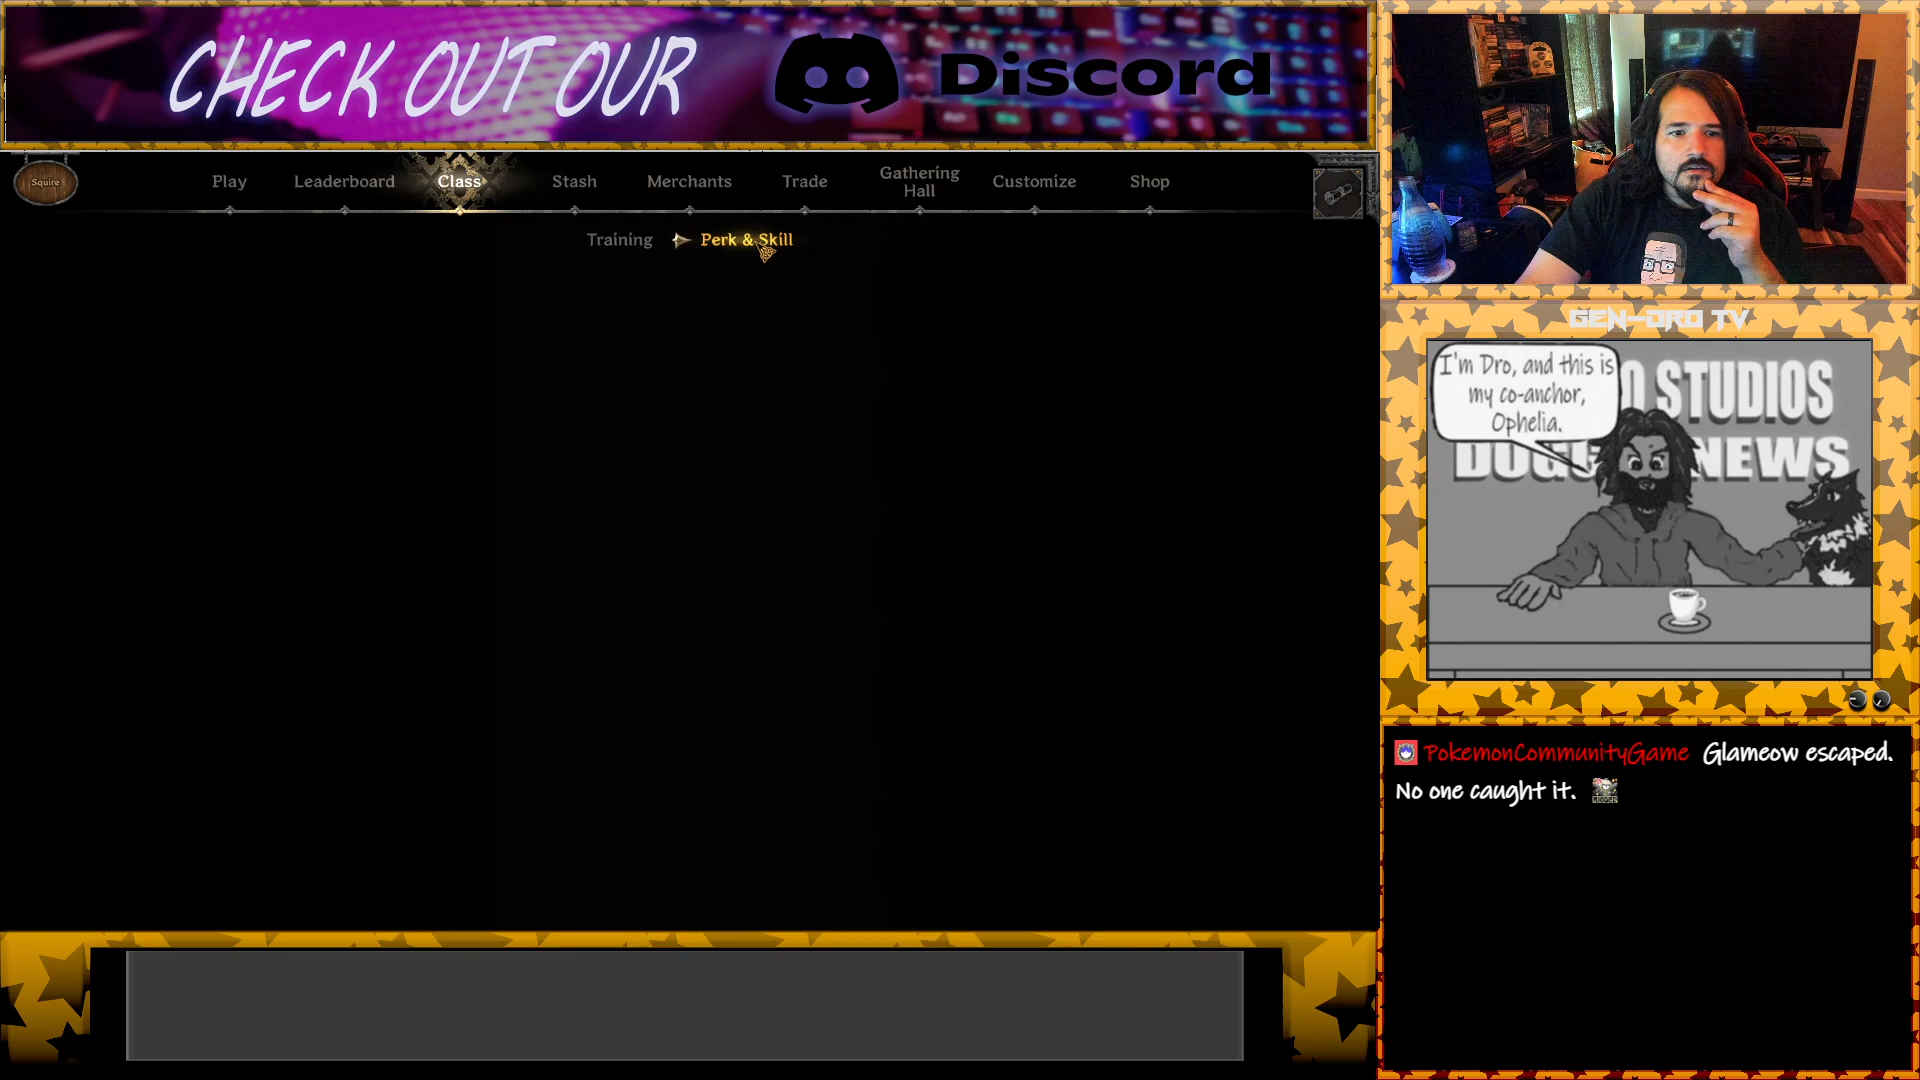 CHECK OUT OUR Discord
Squire
Play
Leaderboard
Class
Stash
Merchants
Trade
Gathering
Hall
Customize
Shop
Training
Perk & Skill
GEN-DRO TV
I'm Dro, and this is
my co-anchor,
Ophelia.
O STUDIOS
DOGG NEWS
PokemonCommunityGame Glameow escaped.
No one caught it.